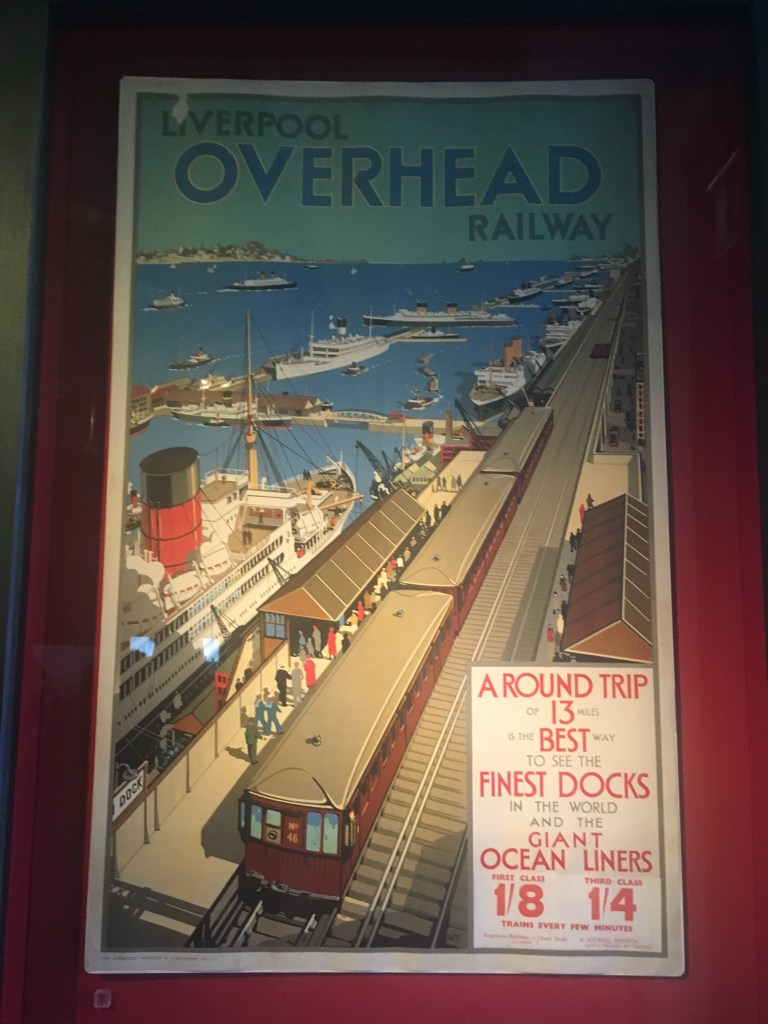 LIVERPOOL
OVERHEAD
RAILWAY
DOCK
No
46
A ROUND TRIP
OF 13 MILES
IS THE BEST WAY
TO SEE THE
FINEST DOCKS
IN THE WORLD
AND THE
GIANT
OCEAN LINERS
FIRST CLASS THIRD CLASS
1/8 1/4
TRAINS EVERY FEW MINUTES